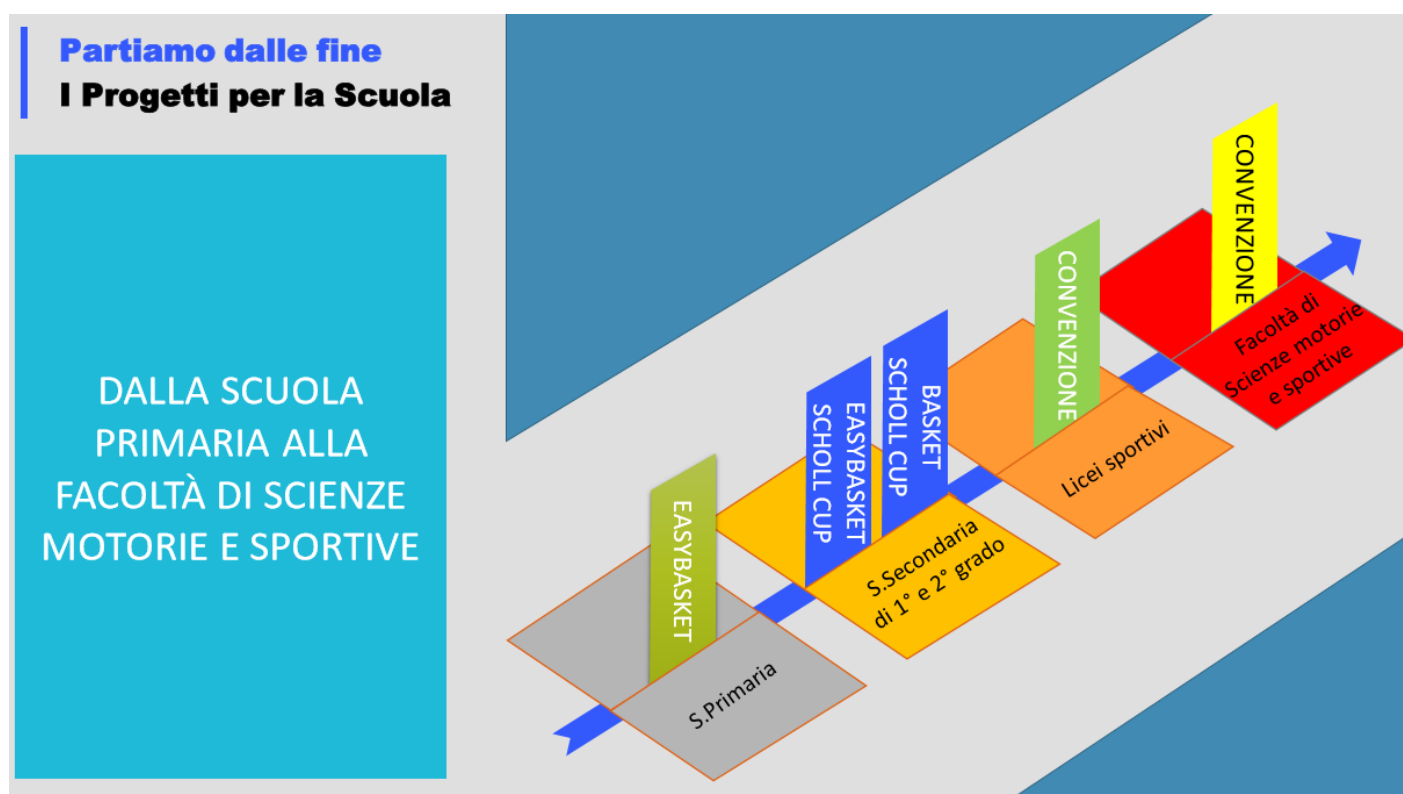 Partiamo dalle fine
I Progetti per la Scuola
DALLA SCUOLA
PRIMARIA ALLA
FACOLTÀ DI SCIENZE
MOTORIE E SPORTIVE
EASYBASKET
S.Primaria
EASYBASKET
SCHOLL CUP
BASKET
SCHOLL CUP
S.Secondaria
di 1° e 2° grado
CONVENZIONE
Licei sportivi
CONVENZIONE
Facoltà di
Scienze motorie
e sportive